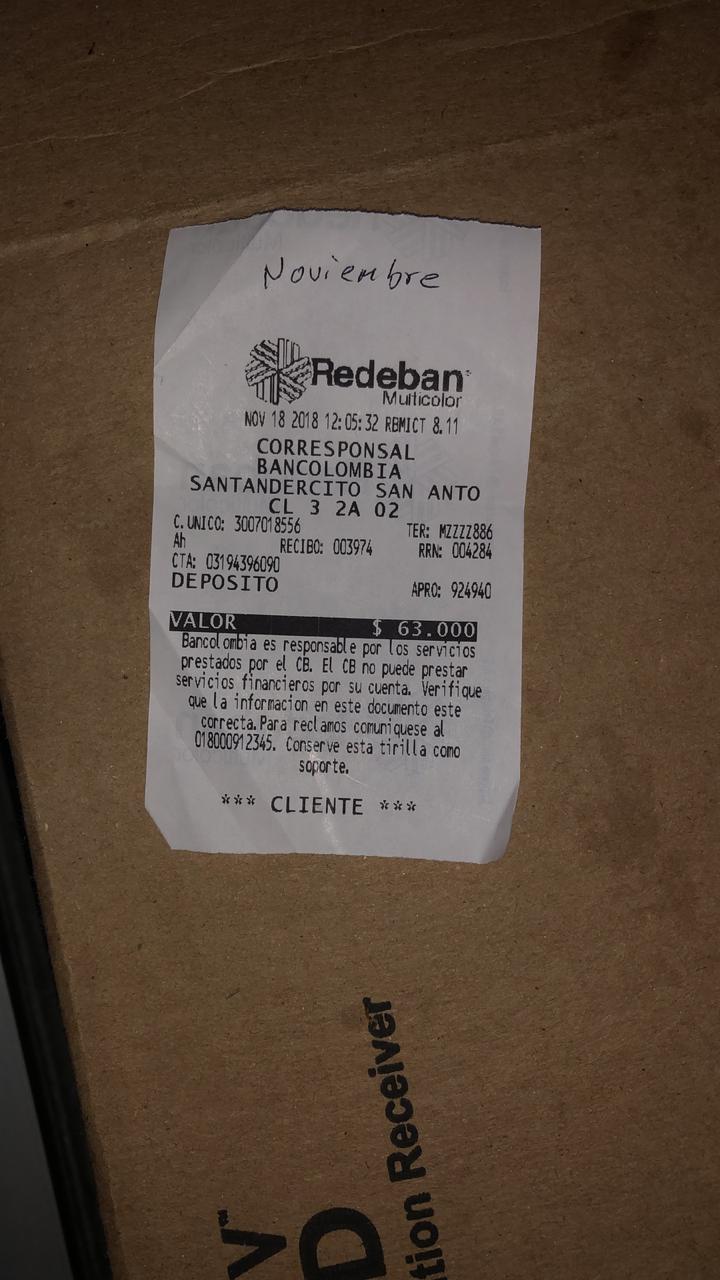 Noviembre
Redeban
Multicolor
NOV 18 2018 12:05:32 RBMICT 8.11
CORRESPONSAL
BANCOLOMBIA
SANTANDERCITO SAN ANTO
CL 3 2A 02
C.UNICO: 3007018556 TER: MZZZZ886
Ah RECIBO: 003974 RRN: 004284
CTA: 03194396090
DEPOSITO APRO: 924940
VALOR $ 63.000
Bancolombia es responsable por los servicios
prestados por el CB. El CB no puede prestar
servicios financieros por su cuenta. Verifique
que la informacion en este documento este
correcta.Para reclamos comuniquese al
018000912345. Conserve esta tirilla como
soporte.
*** CLIENTE ***
V™
D
tion Receiver